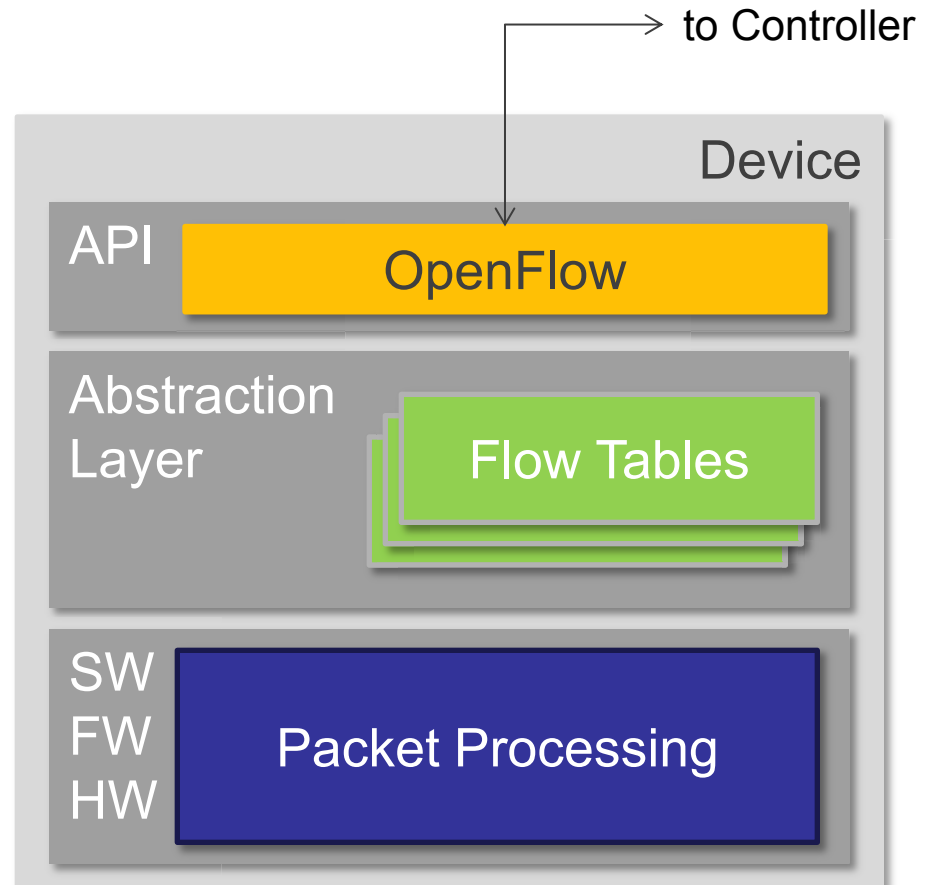 to Controller
Device
API
OpenFlow
Abstraction
Layer
Flow Tables
SW
FW
HW
Packet Processing